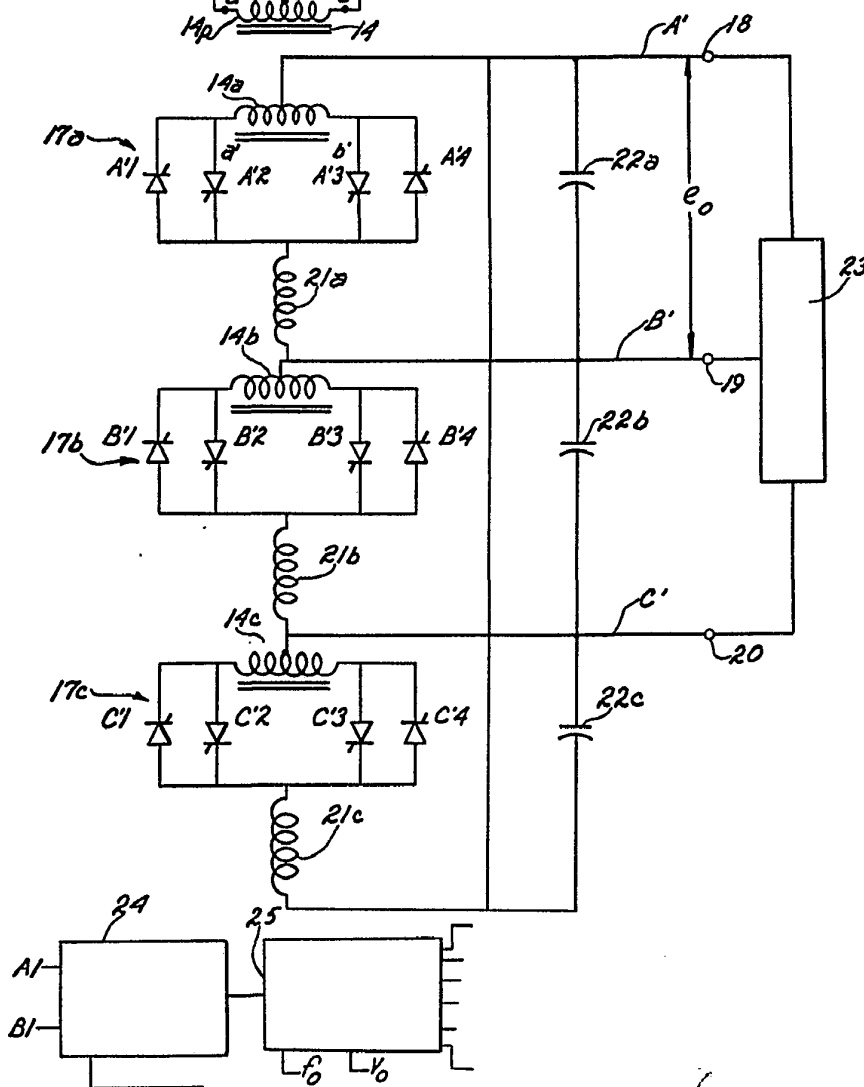 14p 14
A' 18
14a
17a a' b' 22a
A'1 A'2 A'3 A'4
e₀
21a 23
14b B'
19
22b
17b B'1 B'2 B'3 B'4
21b
14c C'
20
17c 22c
C'1 C'2 C'3 C'4
21c
24 25
A1
B1
f₀ V₀